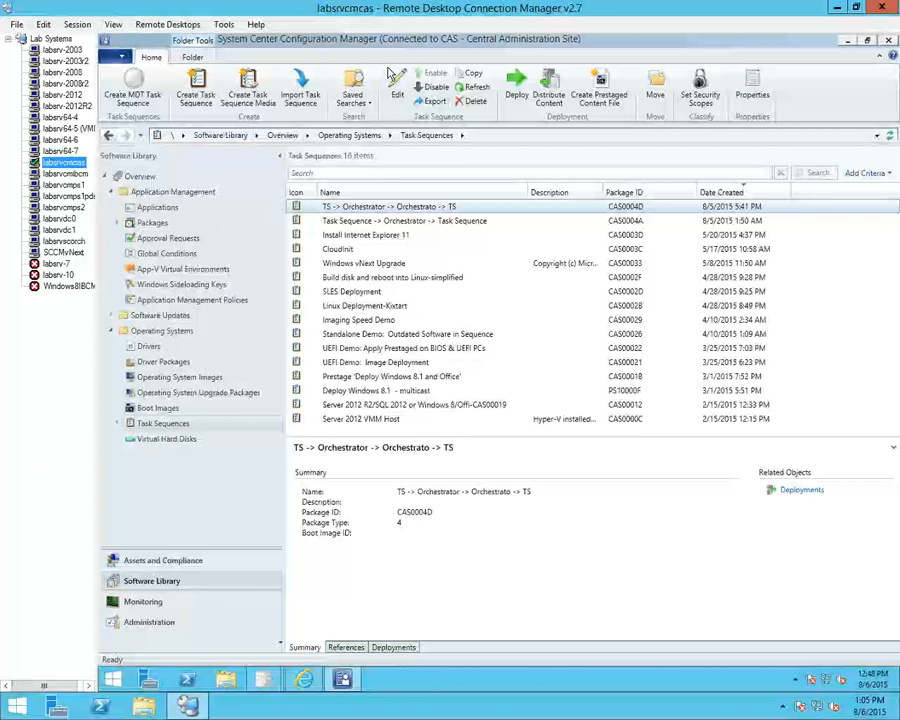 labsrvcmcas - Remote Desktop Connection Manager v2.7
File Edit Session View Remote Desktops Tools Help
Lab Systems
labsrv-2003
labsrv-2003r2
labsrv-2008
labsrv-2008r2
labsrv-2012
labsrv-2012R2
labsrv64-4
labsrv64-5 (VMI
labsrv64-6
labsrv64-7
labsrvcmcas
labsrvcmibcm
labsrvcmps1
labsrvcmps1pds
labsrvcmps2
labsrvdc0
labsrvdc1
labsrvscorch
SCCMvNext
labsrv-7
labsrv-10
Windows8IBCM
Folder Tools
System Center Configuration Manager (Connected to CAS - Central Administration Site)
Home Folder
Create MDT Task Sequence
Task Sequences
Create Task Sequence
Create Task Sequence Media
Import Task Sequence
Create
Saved Searches
Search
Edit
Enable
Disable
Export
Copy
Refresh
Delete
Task Sequence
Deploy
Distribute Content
Create Prestaged Content File
Deployment
Move
Move
Set Security Scopes
Security Scopes
Properties
Properties
\ Software Library Overview Operating Systems Task Sequences
Software Library
Overview
Application Management
Applications
Packages
Approval Requests
Global Conditions
App-V Virtual Environments
Windows Sideloading Keys
Application Management Policies
Software Updates
Operating Systems
Drivers
Driver Packages
Operating System Images
Operating System Upgrade Packages
Boot Images
Task Sequences
Virtual Hard Disks
Assets and Compliance
Software Library
Monitoring
Administration
Task Sequences 16 items
Search Search Add Criteria
Icon Name Description Package ID Date Created
TS -> Orchestrator -> Orchestrato -> TS CAS0004D 8/5/2015 5:41 PM
Task Sequence -> Orchestrator -> Task Sequence CAS0004A 8/5/2015 1:50 AM
Install Internet Explorer 11 CAS0003D 5/20/2015 4:37 PM
CloudInit CAS0003C 5/17/2015 10:58 AM
Windows vNext Upgrade Copyright (c) Micr... CAS00033 5/8/2015 11:50 AM
Build disk and reboot into Linux-simplified CAS0002F 4/28/2015 9:28 PM
SLES Deployment CAS0002D 4/28/2015 9:25 PM
Linux Deployment-Kixtart CAS0002B 4/28/2015 8:49 PM
Imaging Speed Demo CAS00029 4/10/2015 2:34 AM
Standalone Demo: Outdated Software in Sequence CAS00026 4/10/2015 1:09 AM
UEFI Demo: Apply Prestaged on BIOS & UEFI PCs CAS00022 3/25/2015 7:03 PM
UEFI Demo: Image Deployment CAS00021 3/25/2015 6:23 PM
Prestage 'Deploy Windows 8.1 and Office' CAS00018 3/1/2015 7:52 PM
Deploy Windows 8.1 - multicast PS10000F 3/1/2015 5:51 PM
Server 2012 R2/SQL 2012 or Windows 8/Offi-CAS00019 CAS00012 2/15/2015 12:33 PM
Server 2012 VMM Host Hyper-V installed... CAS0000C 2/15/2015 12:15 PM
TS -> Orchestrator -> Orchestrato -> TS
Summary
Name: TS -> Orchestrator -> Orchestrato -> TS
Description:
Package ID: CAS0004D
Package Type: 4
Boot Image ID:
Related Objects
Deployments
Summary References Deployments
Ready
12:48 PM
8/6/2015
1:05 PM
8/6/2015